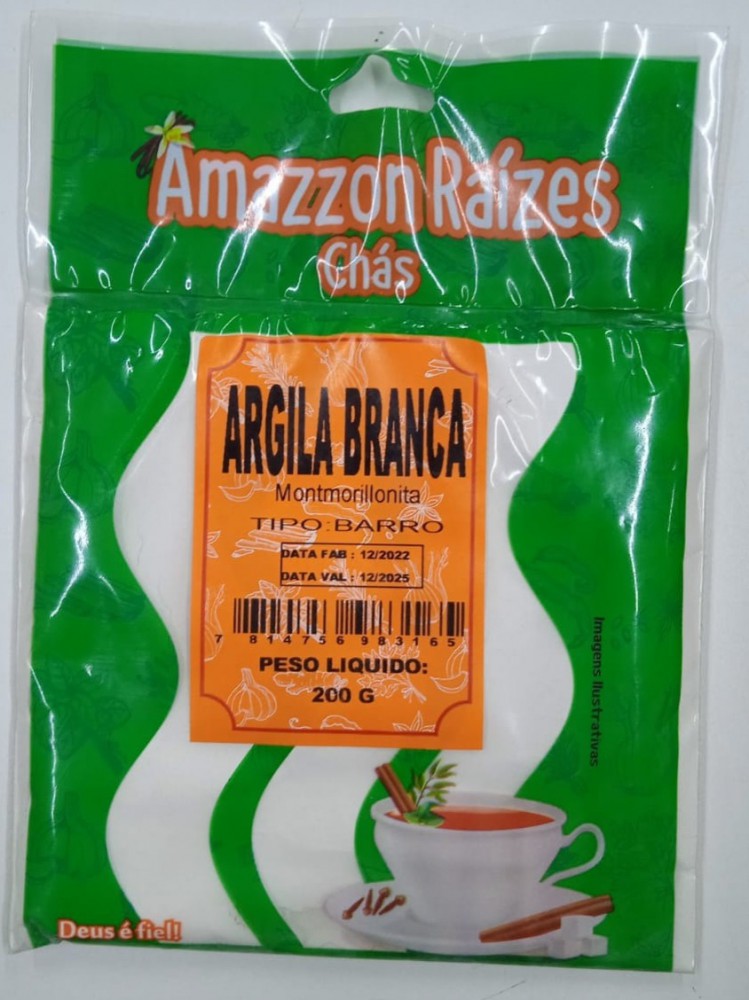 Amazzon Raízes
Chás
ARGILA BRANCA
Montmorillonita
TIPO:BARRO
DATA FAB : 12/2022
DATA VAL : 12/2025
7 814756 983165
PESO LIQUIDO:
200 G
Imagens Ilustrativas
Deus é fiel!